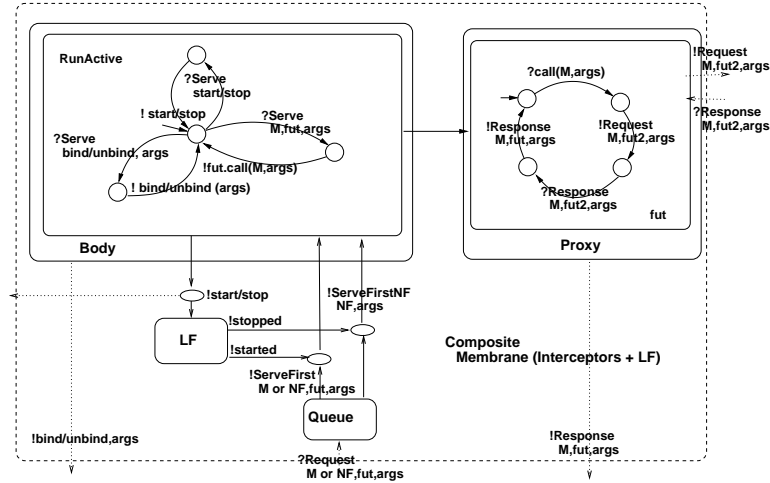 RunActive
?Serve
start/stop
! start/stop
?Serve
M,fut,args
?Serve
bind/unbind, args
!fut.call(M,args)
! bind/unbind (args)
Body
?call(M,args)
!Response
M,fut,args
!Request
M,fut2,args
?Response
M,fut2,args
fut
Proxy
!Request
M,fut2,args
?Response
M,fut2,args
!start/stop
LF
!stopped
!started
!ServeFirstNF
NF,args
!ServeFirst
M or NF,fut,args
Queue
Composite
Membrane (Interceptors + LF)
!bind/unbind,args
?Request
M or NF,fut,args
!Response
M,fut,args